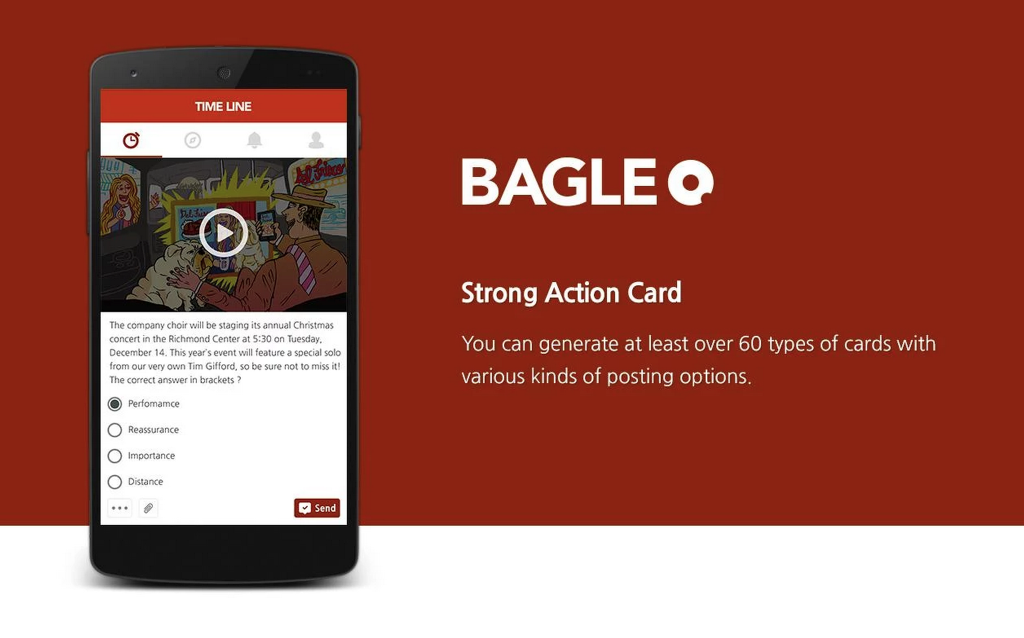 TIME LINE
The company choir will be staging its annual Christmas
concert in the Richmond Center at 5:30 on Tuesday,
December 14. This year's event will feature a special solo
from our very own Tim Gifford, so be sure not to miss it!
The correct answer in brackets ?
Perfomamce
Reassurance
Importance
Distance
Send
BAGLE
Strong Action Card
You can generate at least over 60 types of cards with
various kinds of posting options.